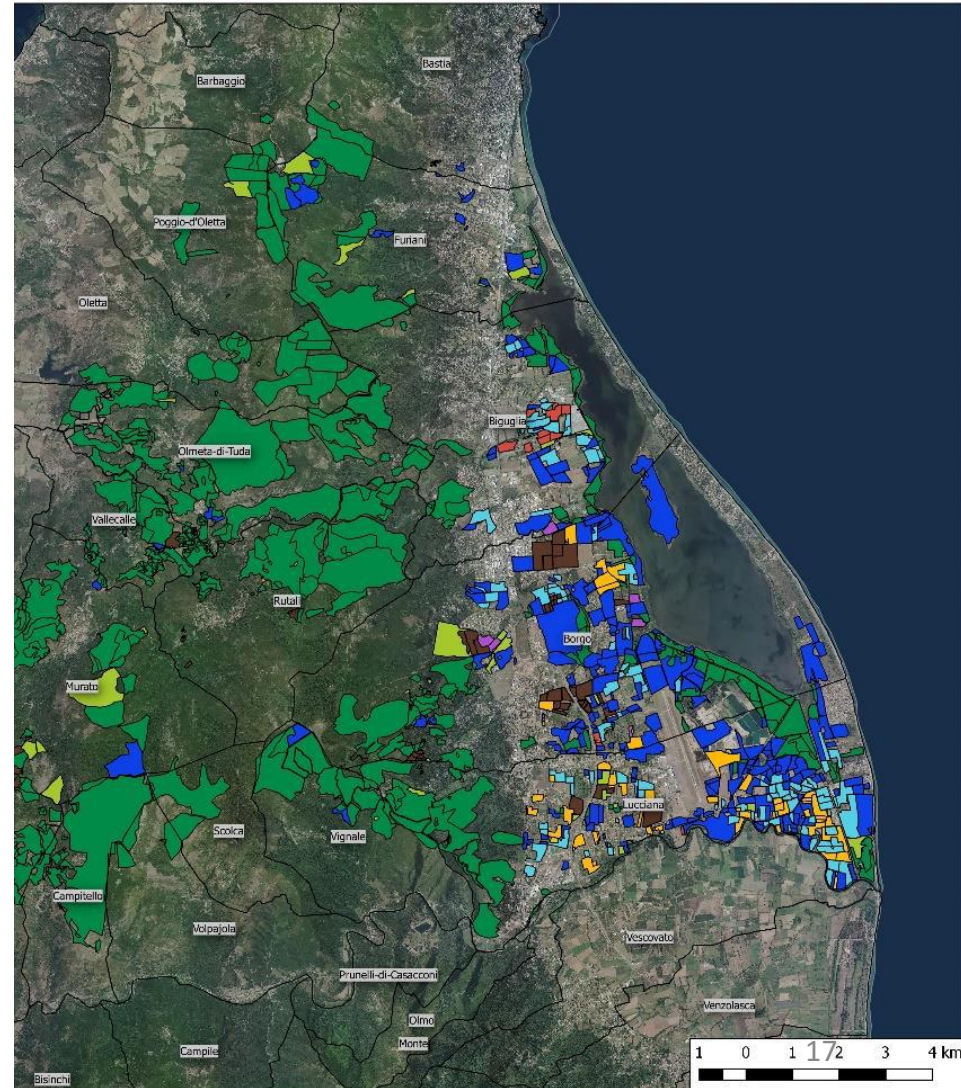 Bastia
Barbaggio
Poggio-d'Oletta
Furiani
Oletta
Biguglia
Olmeta-di-Tuda
Vallecalle
Rutali
Borgo
Murato
Lucciana
Scolca
Vignale
Campitello
Volpajola
Vescovato
Prunelli-di-Casacconi
Venzolasca
Olmo
Monte
Campile
Bisinchi
1 0 1 2 3 4 km
17